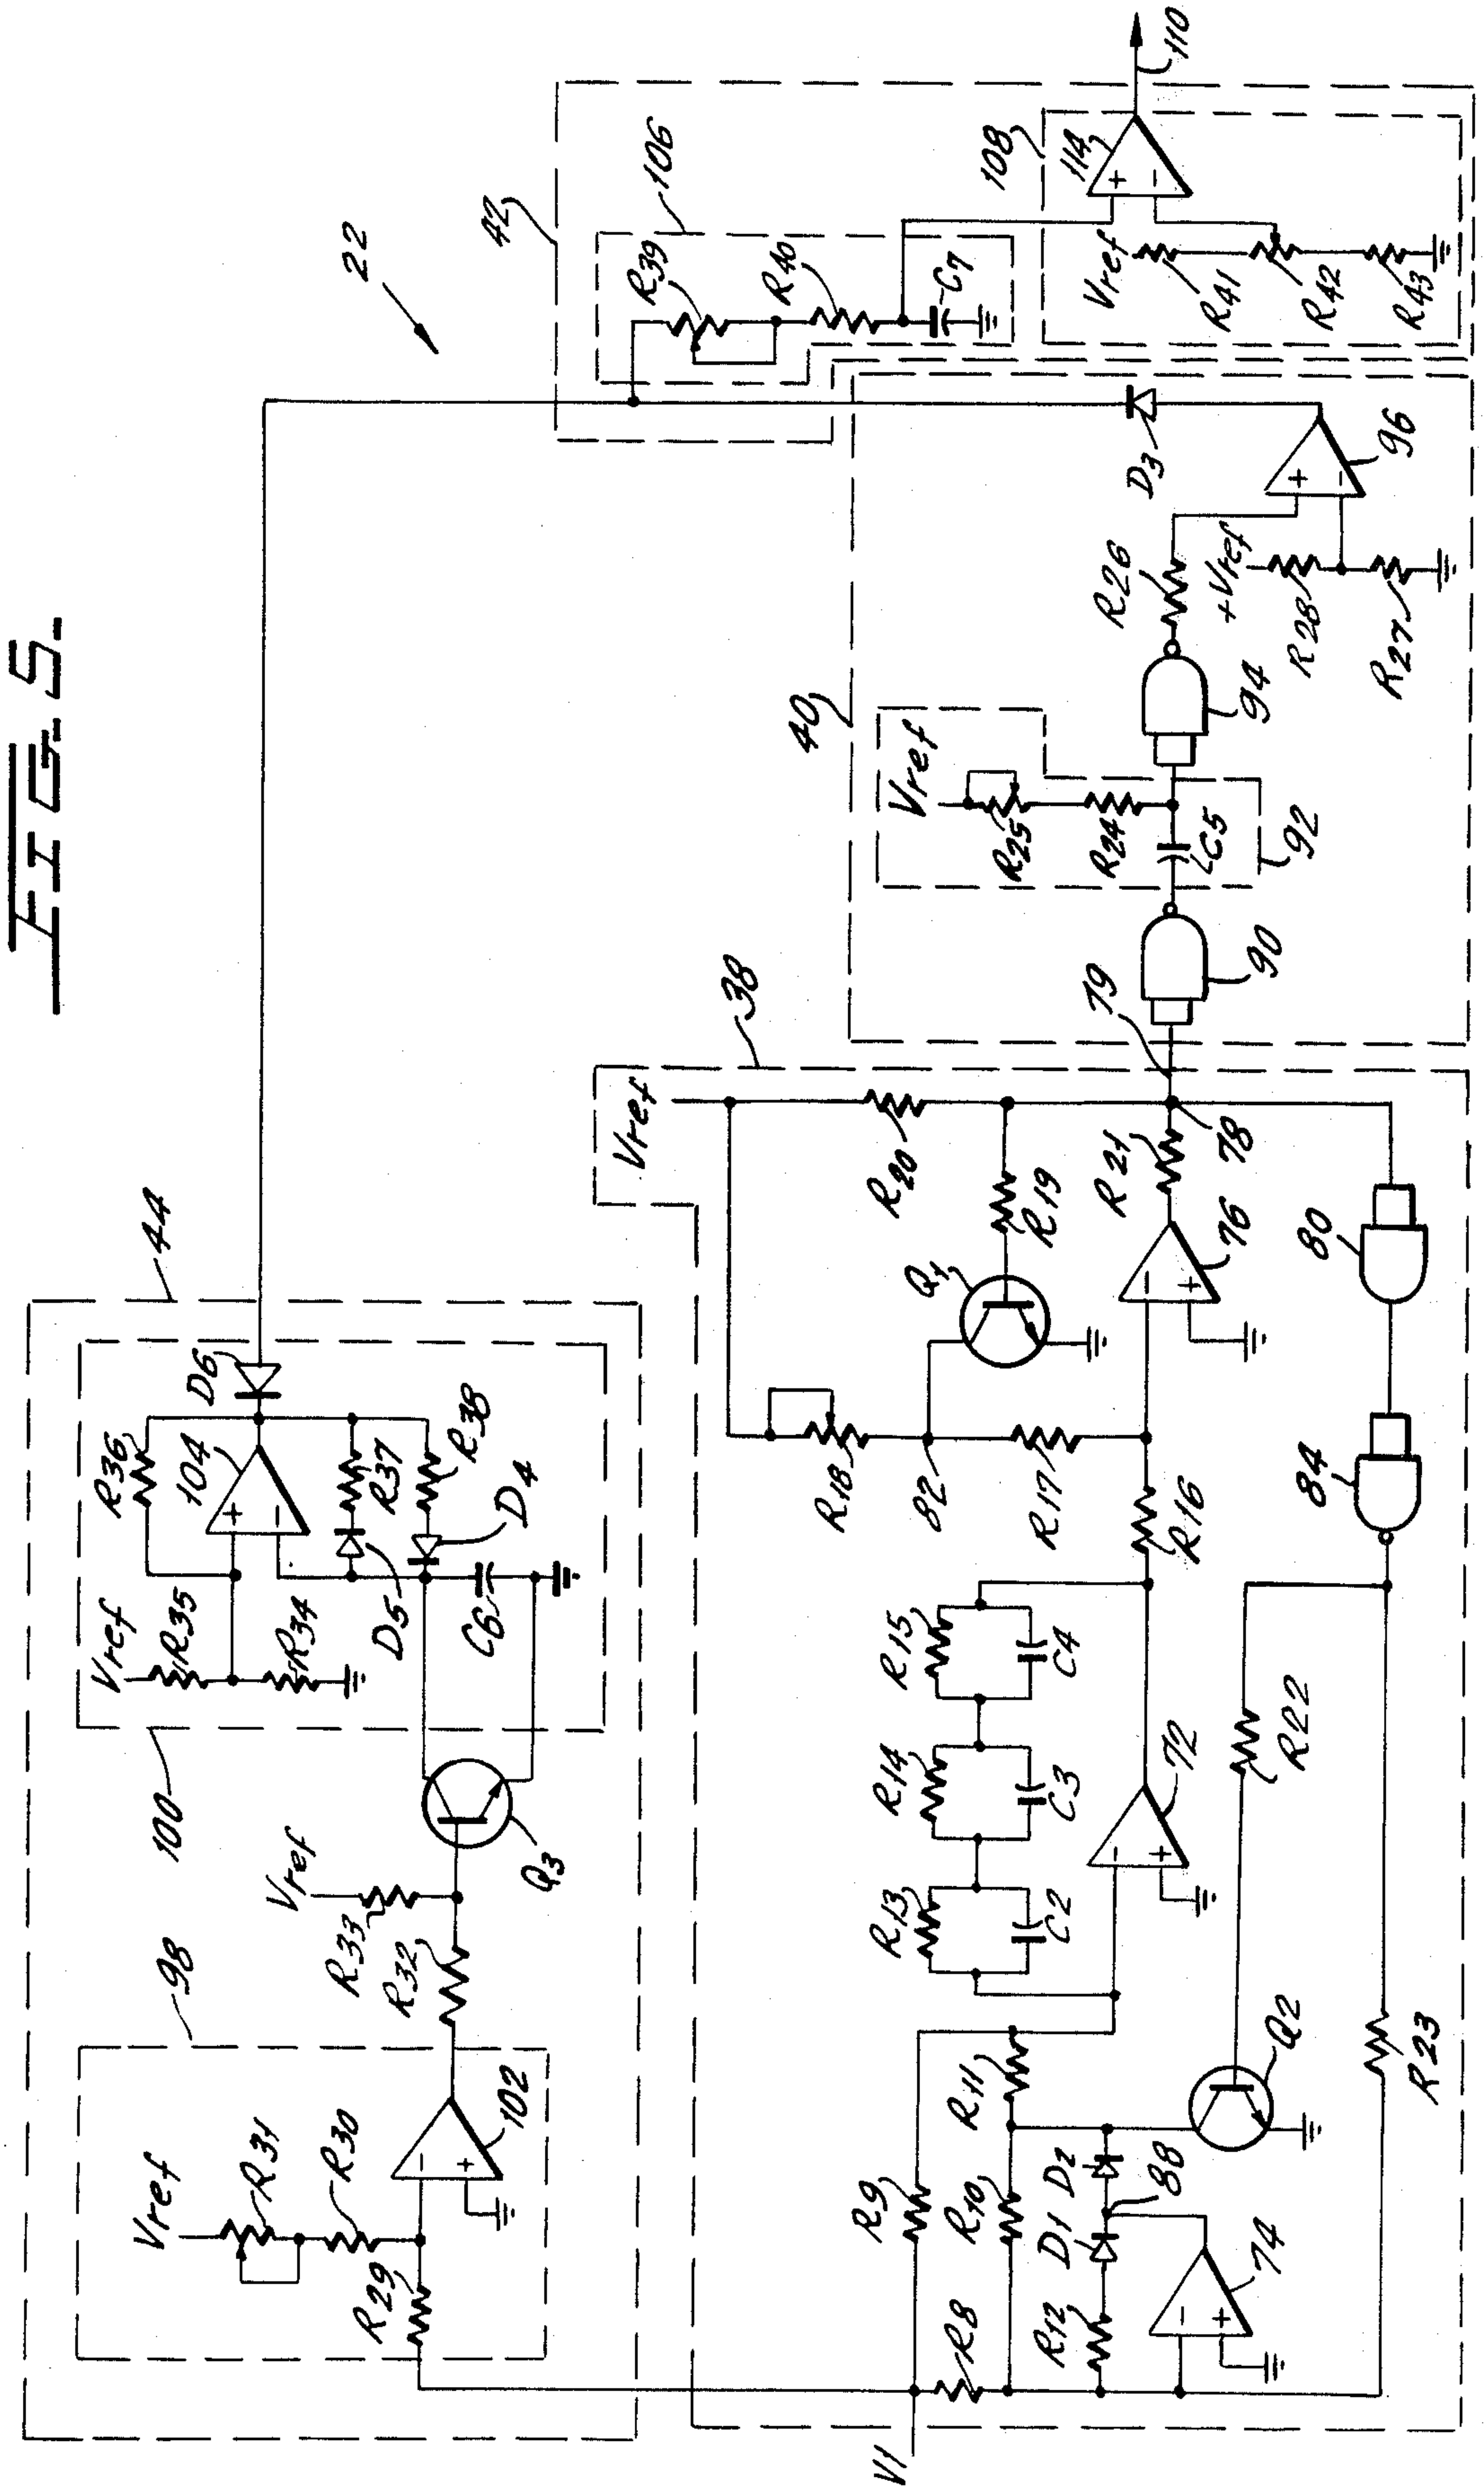 FIG. 5.
22
44
100
98
Vref
R31
R30
R29
-
+
102
R32
R33
Vref
Q3
Vref
R35
R34
R36
104
+
-
D6
R37
R38
D5
D4
C6
42
106
R39
R40
C7
108
114
+
-
Vref
R41
R42
R43
110
38
V1
R8
R9
R10
R11
R12
D1
D2
88
-
+
74
Q2
R22
R23
R13
C2
R14
C3
R15
C4
-
+
72
R16
R17
82
R18
Vref
R20
R19
Q1
-
+
76
R21
78
79
80
84
40
90
92
Vref
R25
R24
C5
94
R26
+Vref
R28
R27
+
-
96
D3